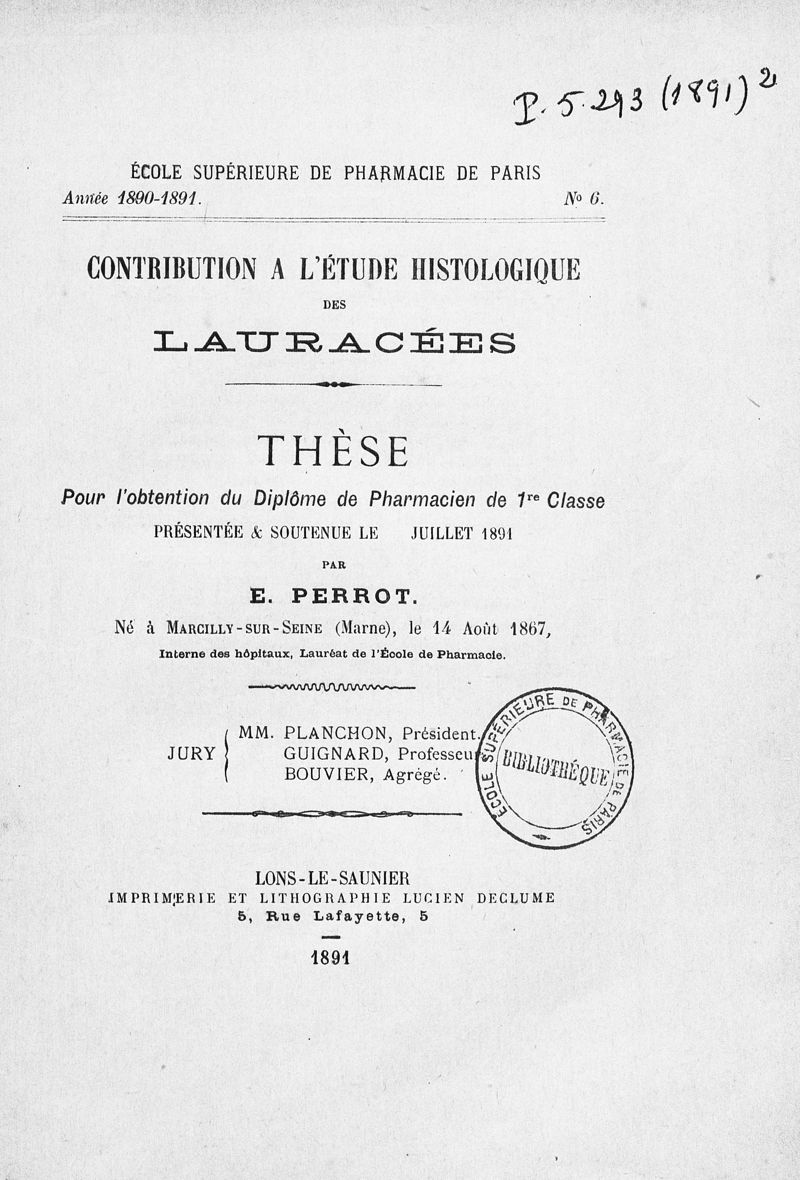 P. 5.293 (1891) 2
ÉCOLE SUPÉRIEURE DE PHARMACIE DE PARIS
Année 1890-1891. No 6.
CONTRIBUTION A L'ÉTUDE HISTOLOGIQUE
DES
LAURACÉES
THÈSE
Pour l'obtention du Diplôme de Pharmacien de 1re Classe
PRÉSENTÉE & SOUTENUE LE JUILLET 1891
PAR
E. PERROT.
Né à MARCILLY-SUR-SEINE (Marne), le 14 Août 1867,
Interne des hôpitaux, Lauréat de l'École de Pharmacie.
MM. PLANCHON, Président.
JURY GUIGNARD, Professeur
BOUVIER, Agrégé.
ÉCOLE SUPÉRIEURE DE PHARMACIE DE PARIS
BIBLIOTHÉQUE
LONS-LE-SAUNIER
IMPRIMERIE ET LITHOGRAPHIE LUCIEN DECLUME
5, Rue Lafayette, 5
1891